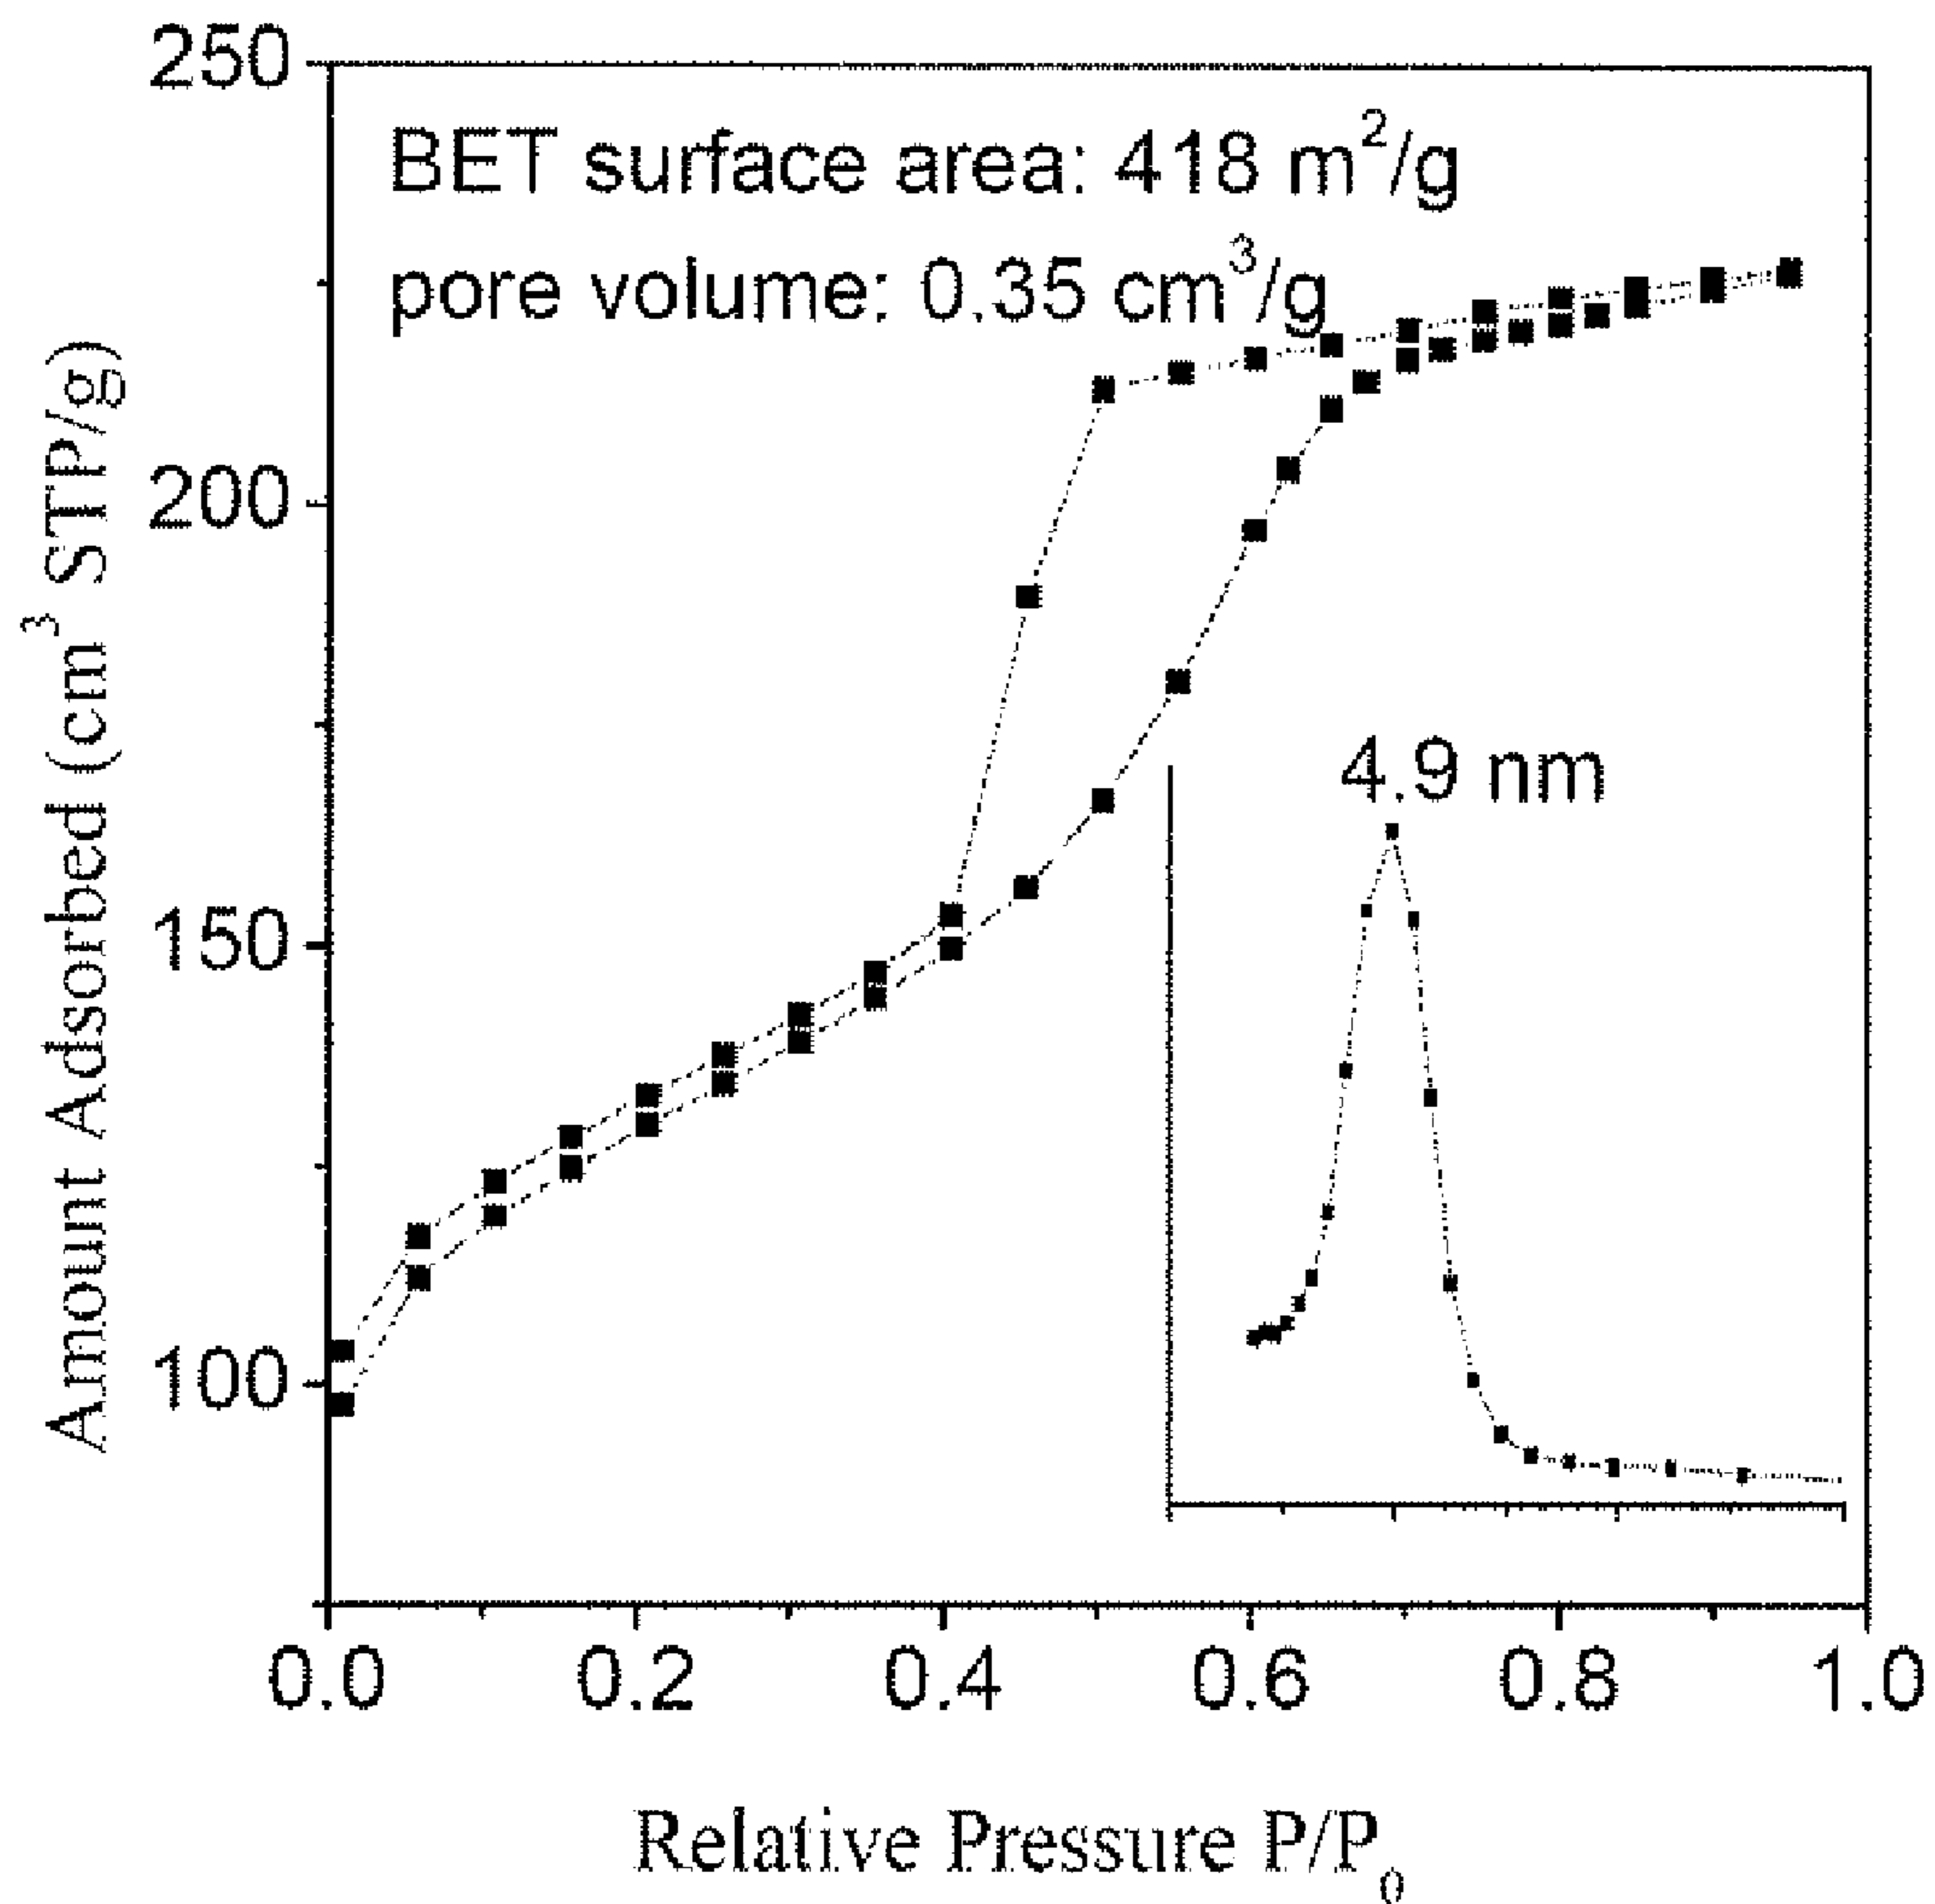 250
BET surface area: 418 m²/g
pore volume: 0.35 cm³/g
200
150
100
Amount Adsorbed (cm³ STP/g)
4.9 nm
0.0 0.2 0.4 0.6 0.8 1.0
Relative Pressure P/P₀